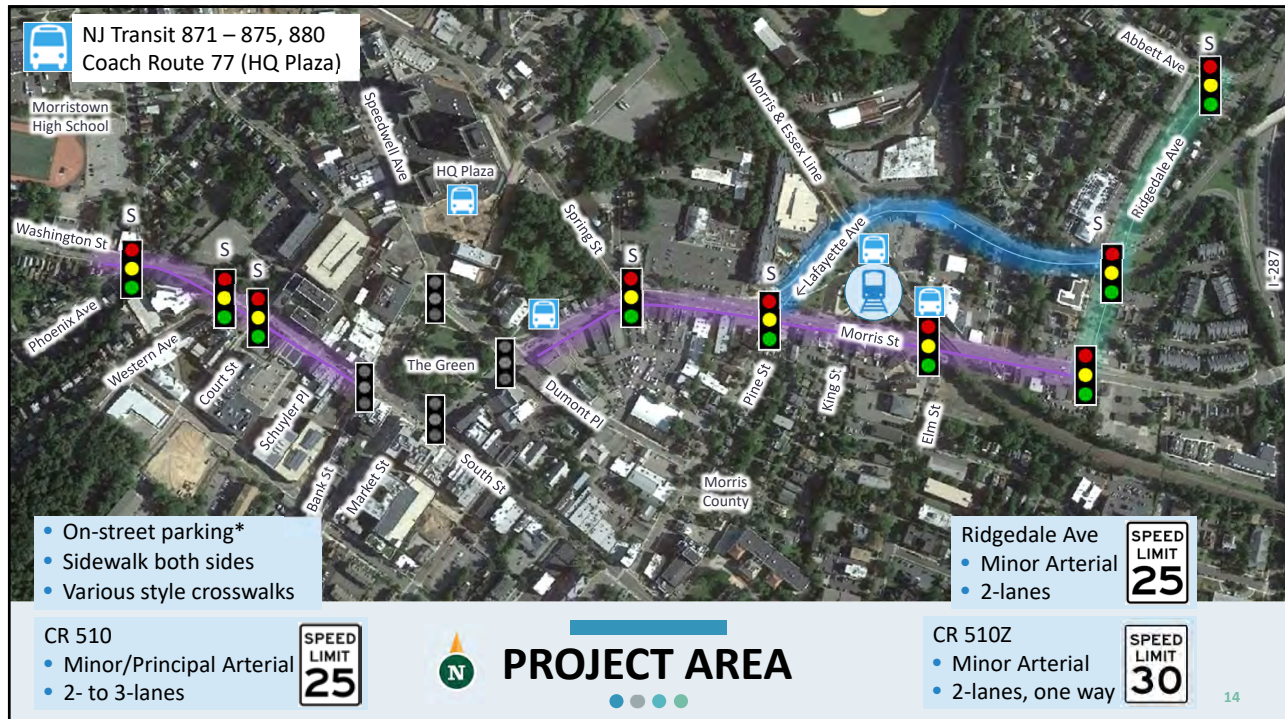 NJ Transit 871 – 875, 880
Coach Route 77 (HQ Plaza)
Morristown
High School
Speedwell Ave
HQ Plaza
Spring St
Morris & Essex Line
Abbett Ave
S
Ridgedale Ave
I-287
Washington St
S
S
S
S
S
S
←Lafayette Ave
Phoenix Ave
Western Ave
Court St
Schuyler Pl
Bank St
Market St
The Green
South St
Dumont Pl
Pine St
King St
Morris St
Elm St
Morris
County
• On-street parking*
• Sidewalk both sides
• Various style crosswalks
CR 510
• Minor/Principal Arterial
• 2- to 3-lanes
SPEED
LIMIT
25
N
PROJECT AREA
Ridgedale Ave
• Minor Arterial
• 2-lanes
SPEED
LIMIT
25
CR 510Z
• Minor Arterial
• 2-lanes, one way
SPEED
LIMIT
30
14